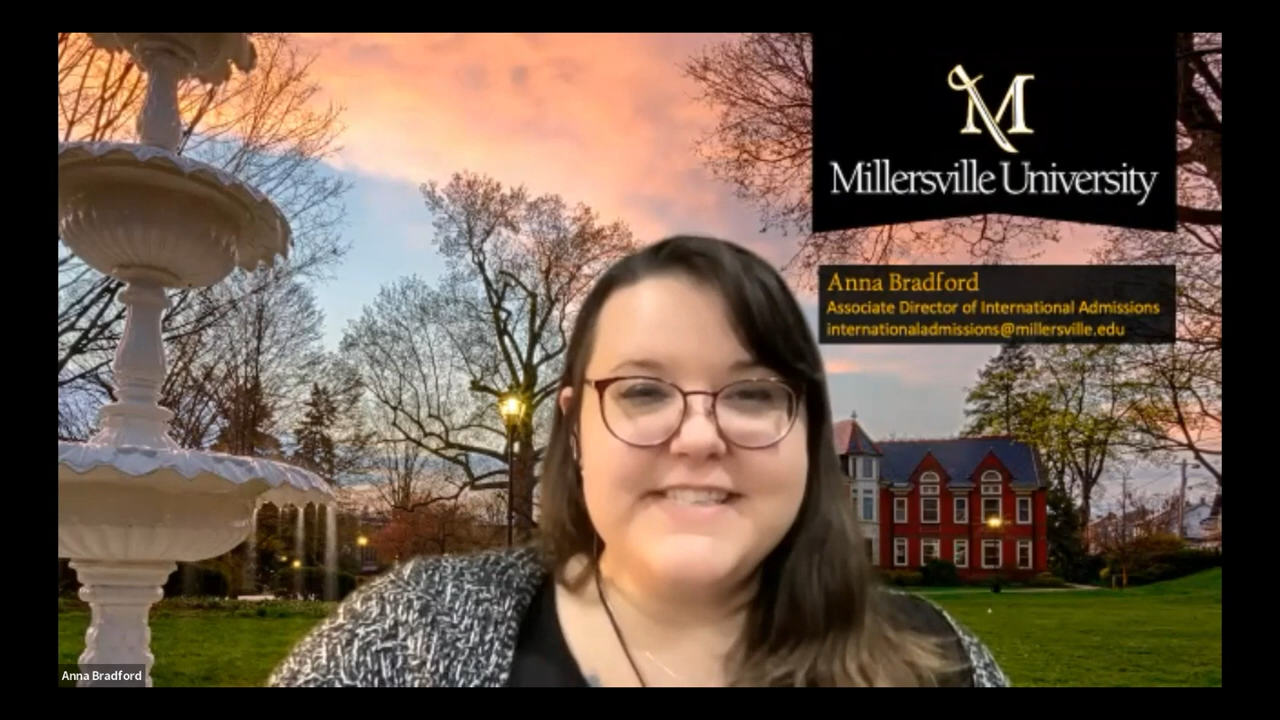 M
Millersville University
Anna Bradford
Associate Director of International Admissions
internationaladmissions@millersville.edu
Anna Bradford